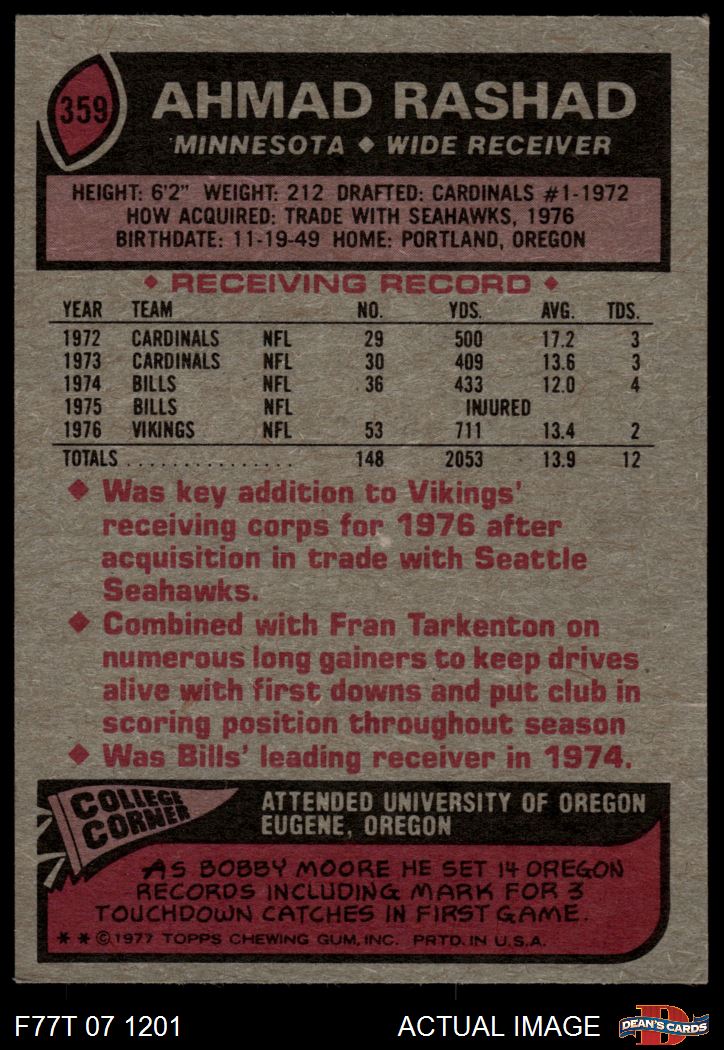 359
AHMAD RASHAD
MINNESOTA ◆ WIDE RECEIVER
HEIGHT: 6'2" WEIGHT: 212 DRAFTED: CARDINALS #1-1972
HOW ACQUIRED: TRADE WITH SEAHAWKS, 1976
BIRTHDATE: 11-19-49 HOME: PORTLAND, OREGON
◆ RECEIVING RECORD ◆
YEAR TEAM NO. YDS. AVG. TDS.
1972 CARDINALS NFL 29 500 17.2 3
1973 CARDINALS NFL 30 409 13.6 3
1974 BILLS NFL 36 433 12.0 4
1975 BILLS NFL INJURED
1976 VIKINGS NFL 53 711 13.4 2
TOTALS . . . . . . . . . . . . . . . 148 2053 13.9 12
◆ Was key addition to Vikings'
receiving corps for 1976 after
acquisition in trade with Seattle
Seahawks.
◆ Combined with Fran Tarkenton on
numerous long gainers to keep drives
alive with first downs and put club in
scoring position throughout season
◆ Was Bills' leading receiver in 1974.
COLLEGE
CORNER
ATTENDED UNIVERSITY OF OREGON
EUGENE, OREGON
AS BOBBY MOORE HE SET 14 OREGON
RECORDS INCLUDING MARK FOR 3
TOUCHDOWN CATCHES IN FIRST GAME.
* * © 1977 TOPPS CHEWING GUM, INC. PRTD. IN U.S.A.
F77T 07 1201
ACTUAL IMAGE
D
DEAN'S CARDS